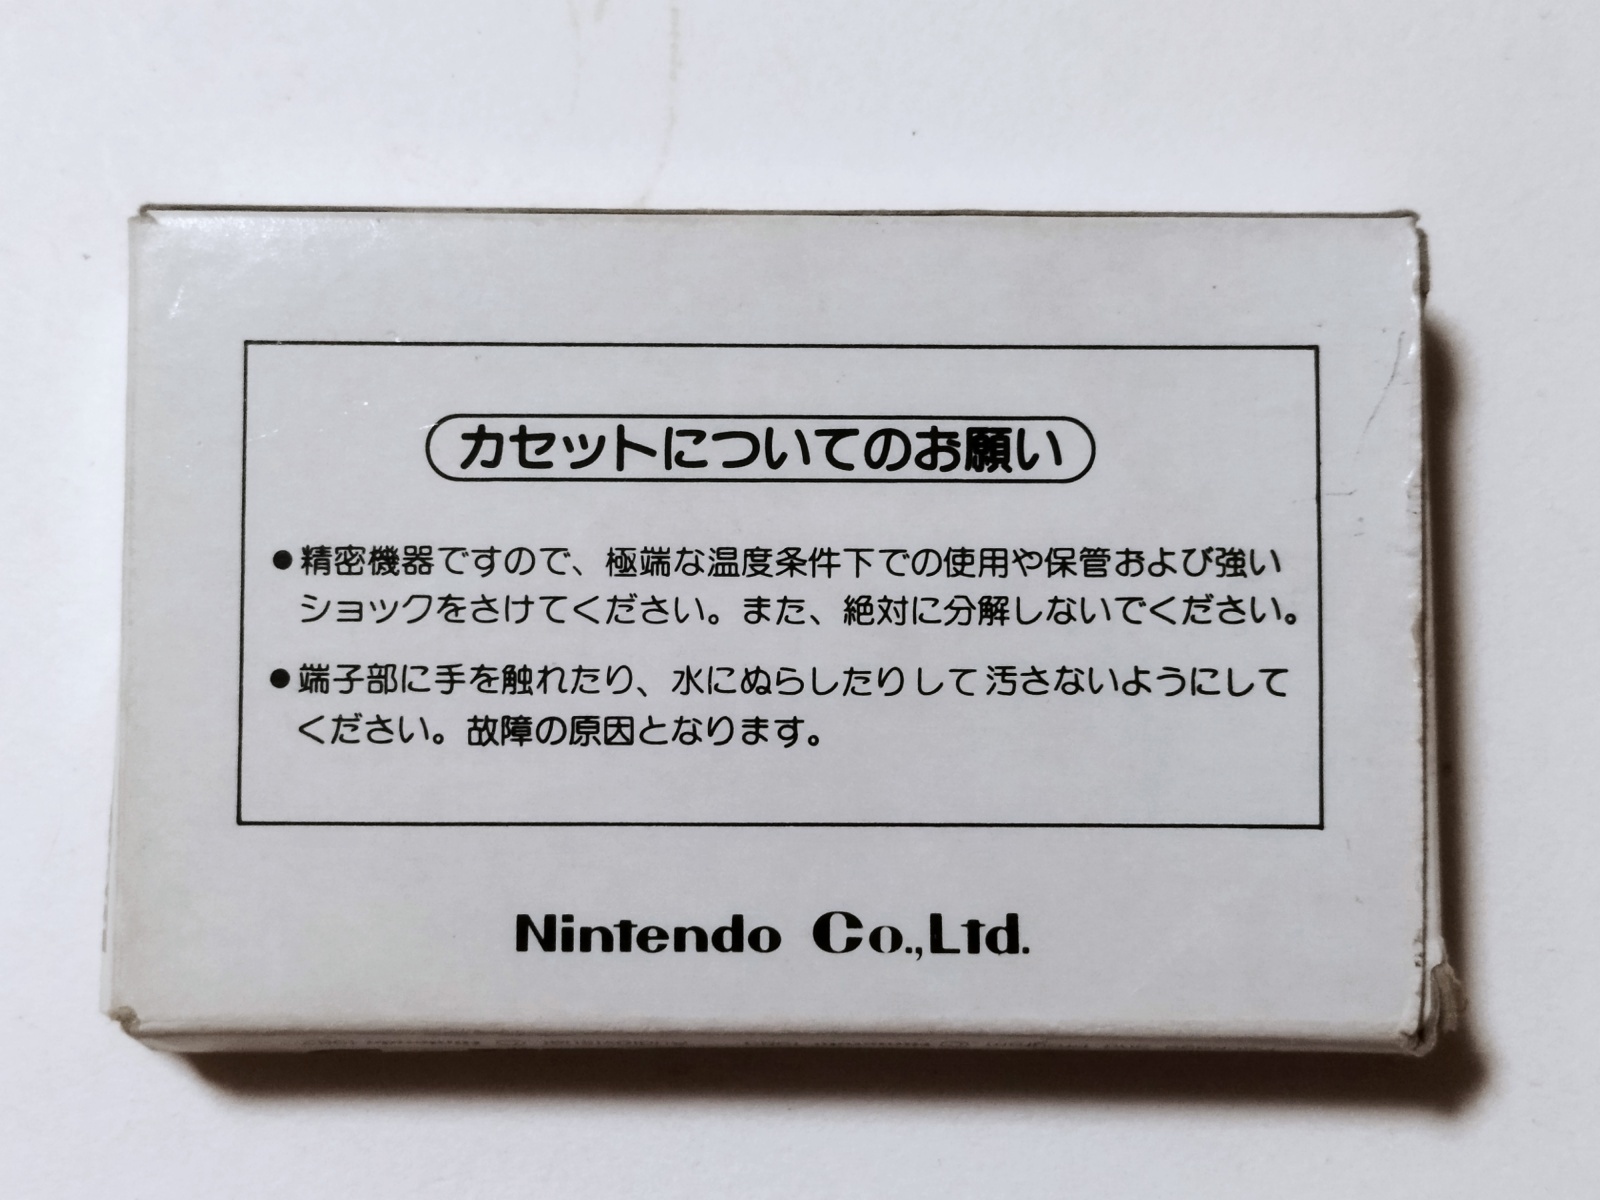 カセットについてのお願い
●精密機器ですので、極端な温度条件下での使用や保管および強い
ショックをさけてください。また、絶対に分解しないでください。
●端子部に手を触れたり、水にぬらしたりして汚さないようにして
ください。故障の原因となります。
Nintendo Co.,Ltd.